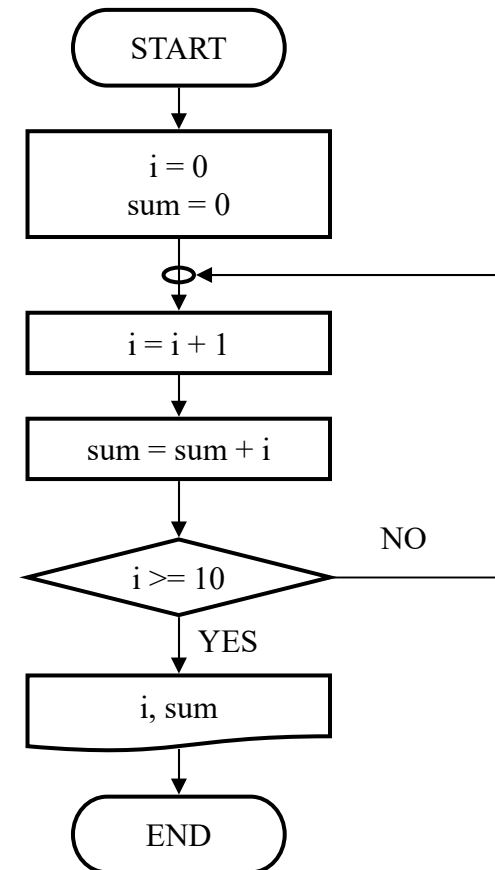 START
i = 0
sum = 0
i = i + 1
sum = sum + i
NO
i >= 10
YES
i, sum
END